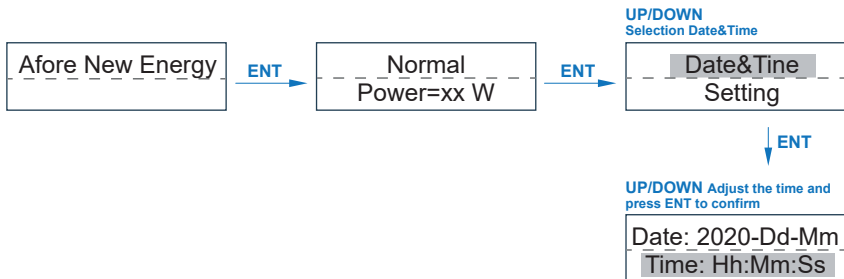 UP/DOWN
Selection Date&Time
Afore New Energy
ENT
Normal
Power=xx W
ENT
Date&Tine
Setting
ENT
UP/DOWN Adjust the time and
press ENT to confirm
Date: 2020-Dd-Mm
Time: Hh:Mm:Ss